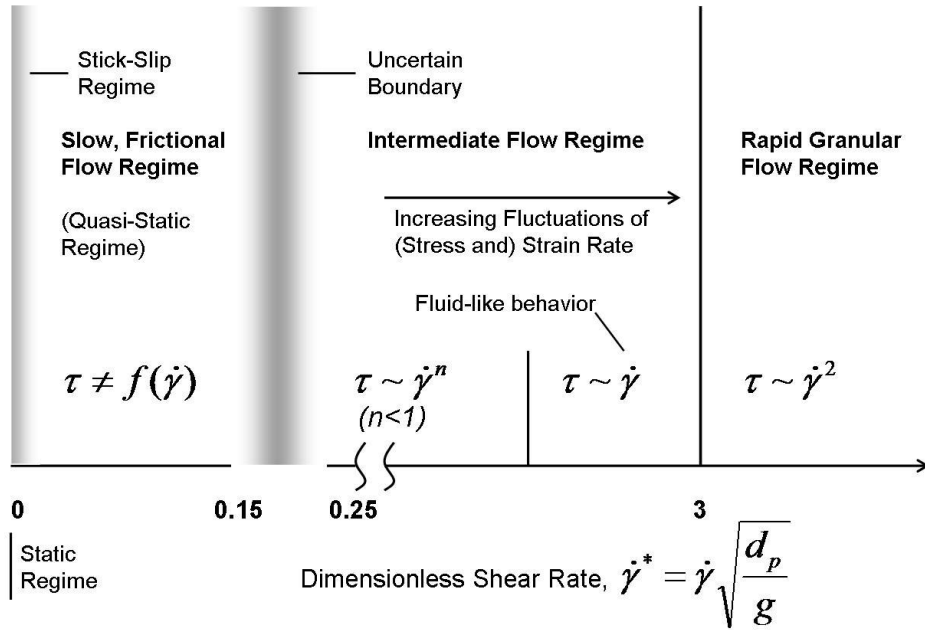 Stick-Slip
Regime
Uncertain
Boundary
Slow, Frictional
Flow Regime
Intermediate Flow Regime
Rapid Granular
Flow Regime
(Quasi-Static
Regime)
Increasing Fluctuations of
(Stress and) Strain Rate
Fluid-like behavior
τ ≠ f(γ̇)
τ ~ γ̇ⁿ
(n<1)
τ ~ γ̇
τ ~ γ̇²
0
0.15
0.25
3
Static
Regime
Dimensionless Shear Rate, γ̇* = γ̇ √(d_p/g)